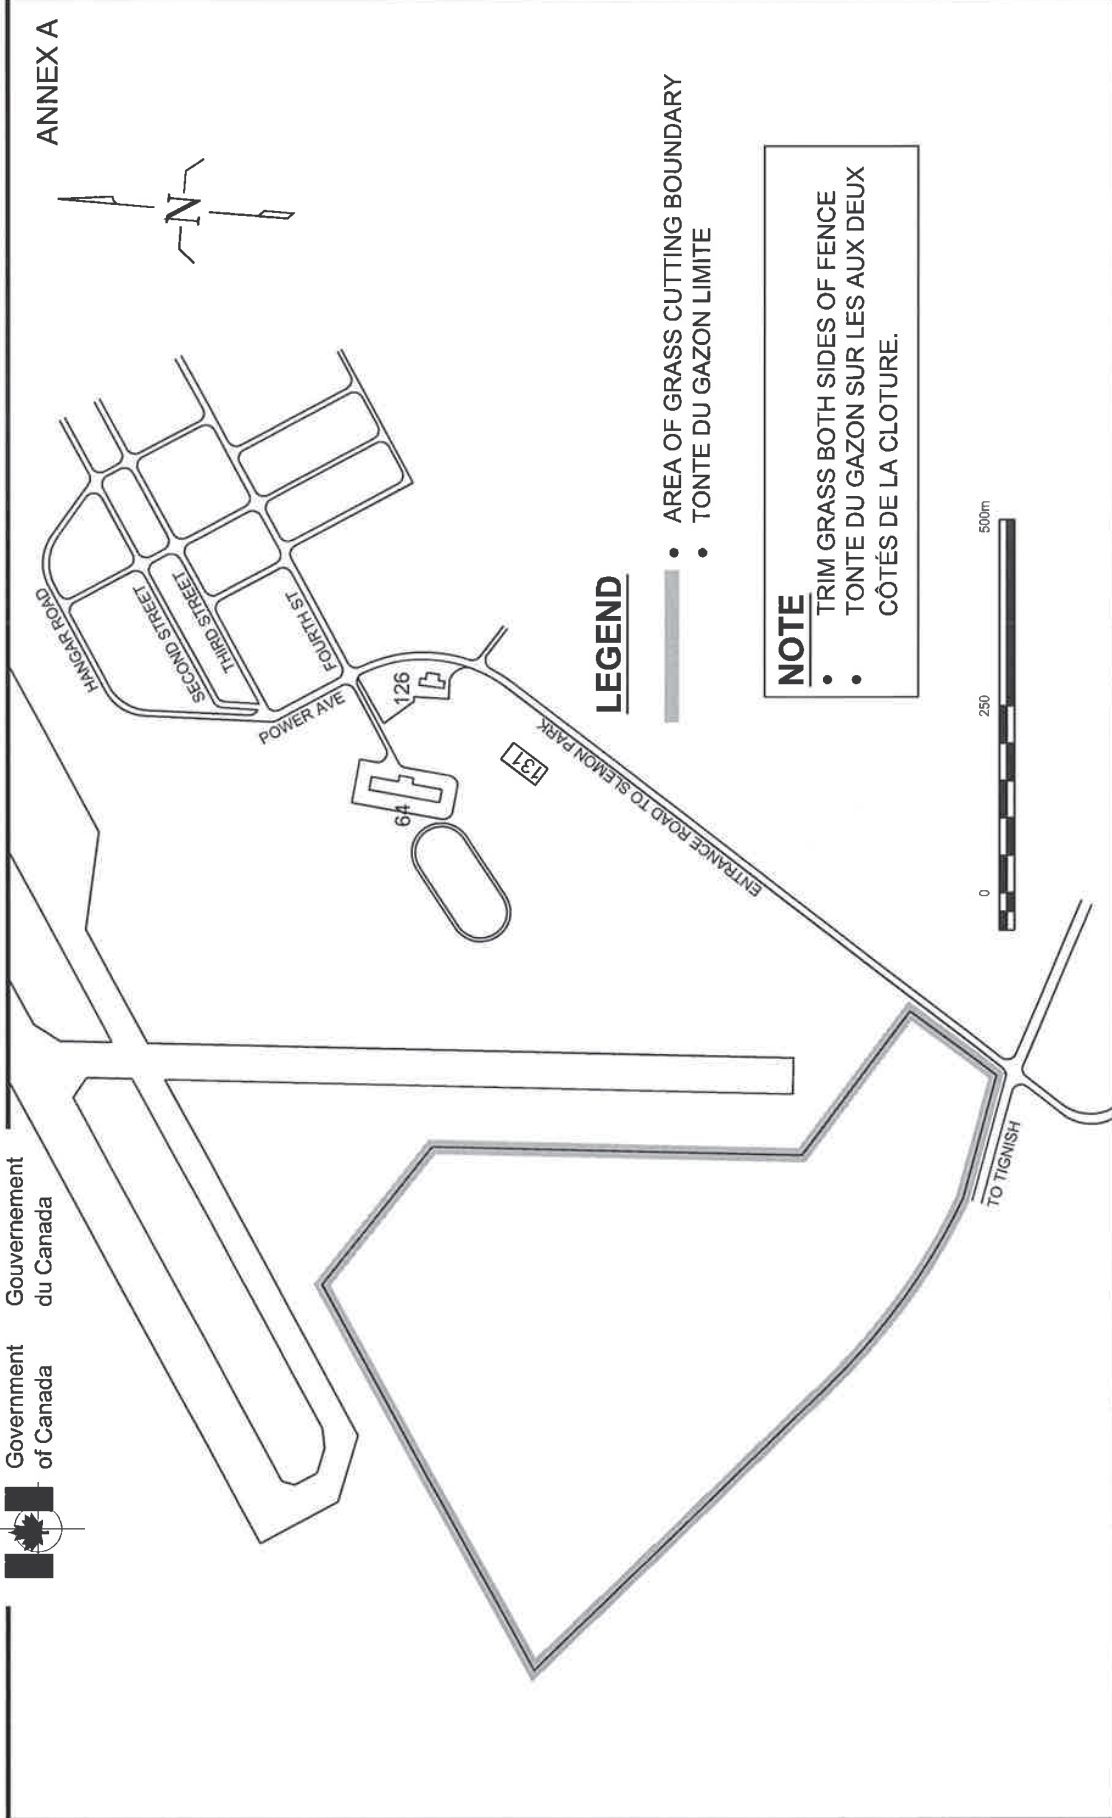 Government
of Canada
Gouvernement
du Canada
ANNEX A
N
HANGAR ROAD
SECOND STREET
THIRD STREET
FOURTH ST
POWER AVE
126
64
131
ENTRANCE ROAD TO SLEMON PARK
TO TIGNISH
LEGEND
• AREA OF GRASS CUTTING BOUNDARY
• TONTE DU GAZON LIMITE
NOTE
• TRIM GRASS BOTH SIDES OF FENCE
• TONTE DU GAZON SUR LES AUX DEUX
CÔTÉS DE LA CLOTURE.
0 250 500m